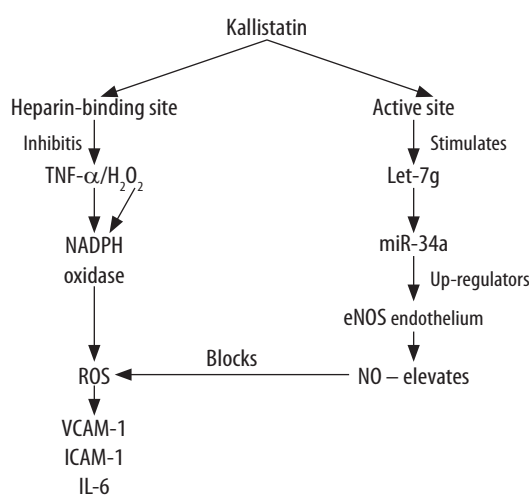 Kallistatin
Heparin-binding site
Active site
Inhibitis
Stimulates
TNF-α/H₂O₂
Let-7g
NADPH
oxidase
miR-34a
Up-regulators
eNOS endothelium
Blocks
ROS
NO – elevates
VCAM-1
ICAM-1
IL-6